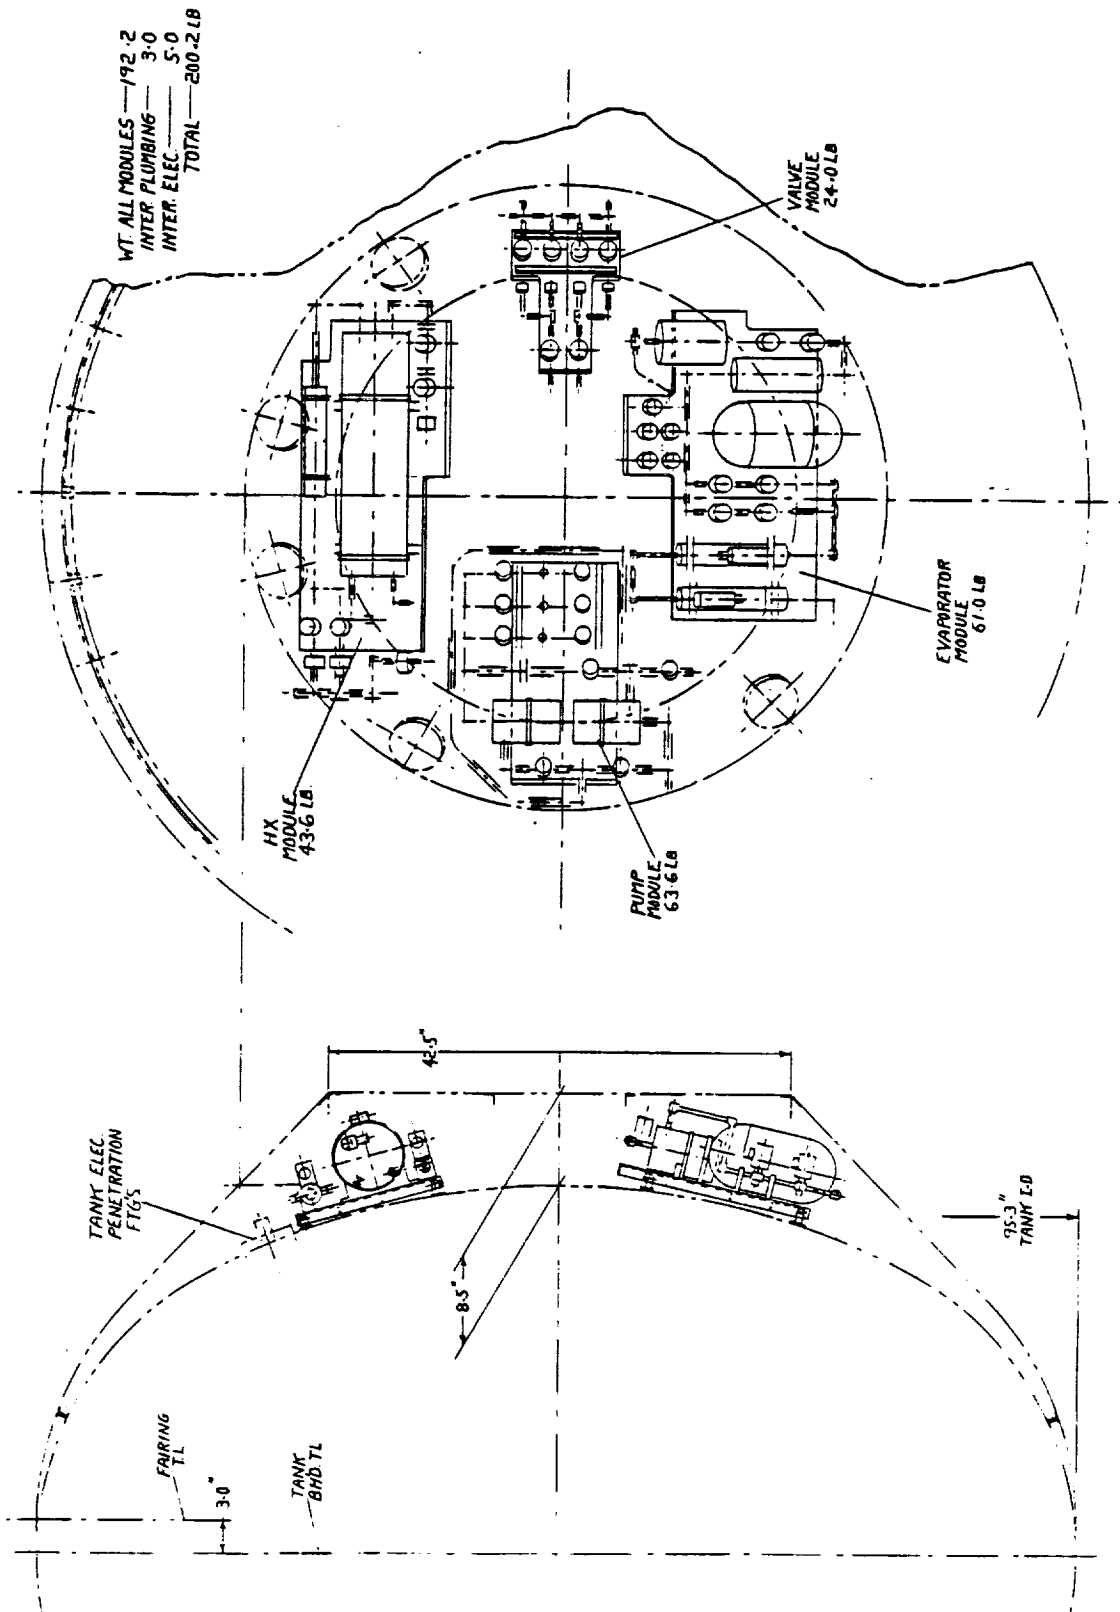 WT. ALL MODULES — 192.2
INTER. PLUMBING — 3.0
INTER. ELEC. — 5.0
TOTAL — 200.2 LB
VALVE
MODULE
24.0 LB
EVAPORATOR
MODULE
61.0 LB
HX
MODULE
43.6 LB.
PUMP
MODULE
63.6 LB
42.5"
TANK ELEC.
PENETRATION
FTG'S
8.5"
95.3"
TANK I.D
FAIRING
T.L
3.0"
TANK
BHD. TL